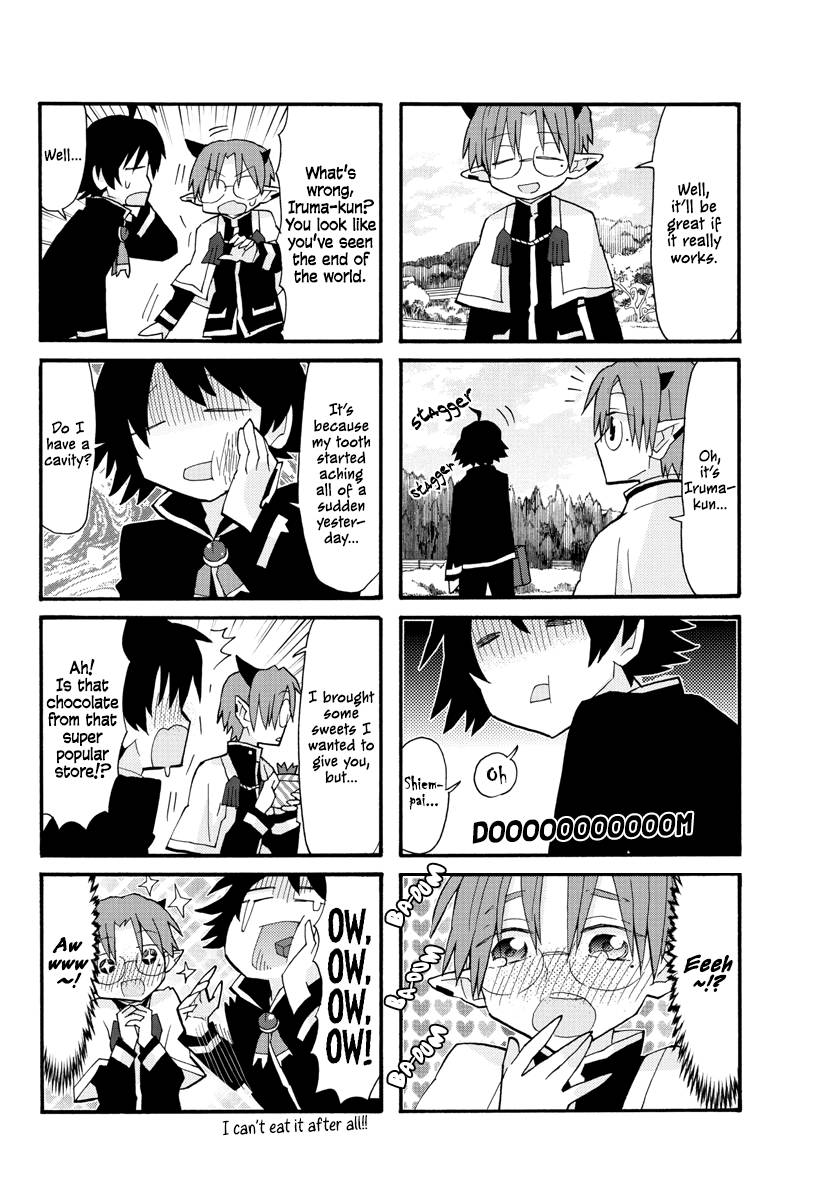 Well,
it'll be
great if
it really
works.
Oh,
it's
Iruma-
kun...
stagger
stagger
Oh
Shiem-
pai...
DOOOOOOOOOOOM
Eeeh
~!?
BA-DUM
BA-DUM
BA-DUM
What's
wrong,
Iruma-kun?
You look like
you've seen
the end of
the world.
Well...
It's
because
my tooth
started
aching
all of a
sudden
yester-
day...
Do I
have a
cavity?
I brought
some
sweets I
wanted to
give you,
but...
Ah!
Is that
chocolate
from that
super
popular
store!?
OW,
OW,
OW,
OW!
Aw
www
~!
I can't eat it after all!!